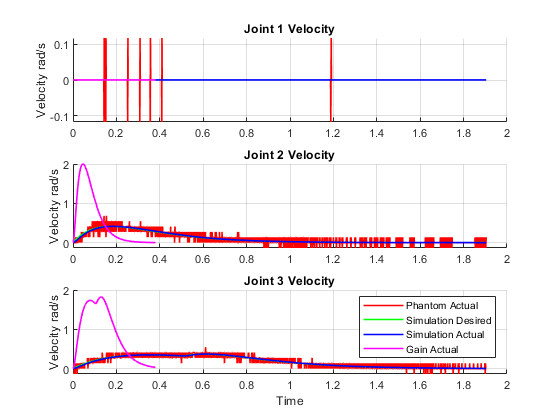 Joint 1 Velocity
0.1
0
-0.1
Velocity rad/s
0 0.2 0.4 0.6 0.8 1 1.2 1.4 1.6 1.8 2
Joint 2 Velocity
2
1
0
Velocity rad/s
0 0.2 0.4 0.6 0.8 1 1.2 1.4 1.6 1.8 2
Joint 3 Velocity
2
1
0
Velocity rad/s
Phantom Actual
Simulation Desired
Simulation Actual
Gain Actual
0 0.2 0.4 0.6 0.8 1 1.2 1.4 1.6 1.8 2
Time